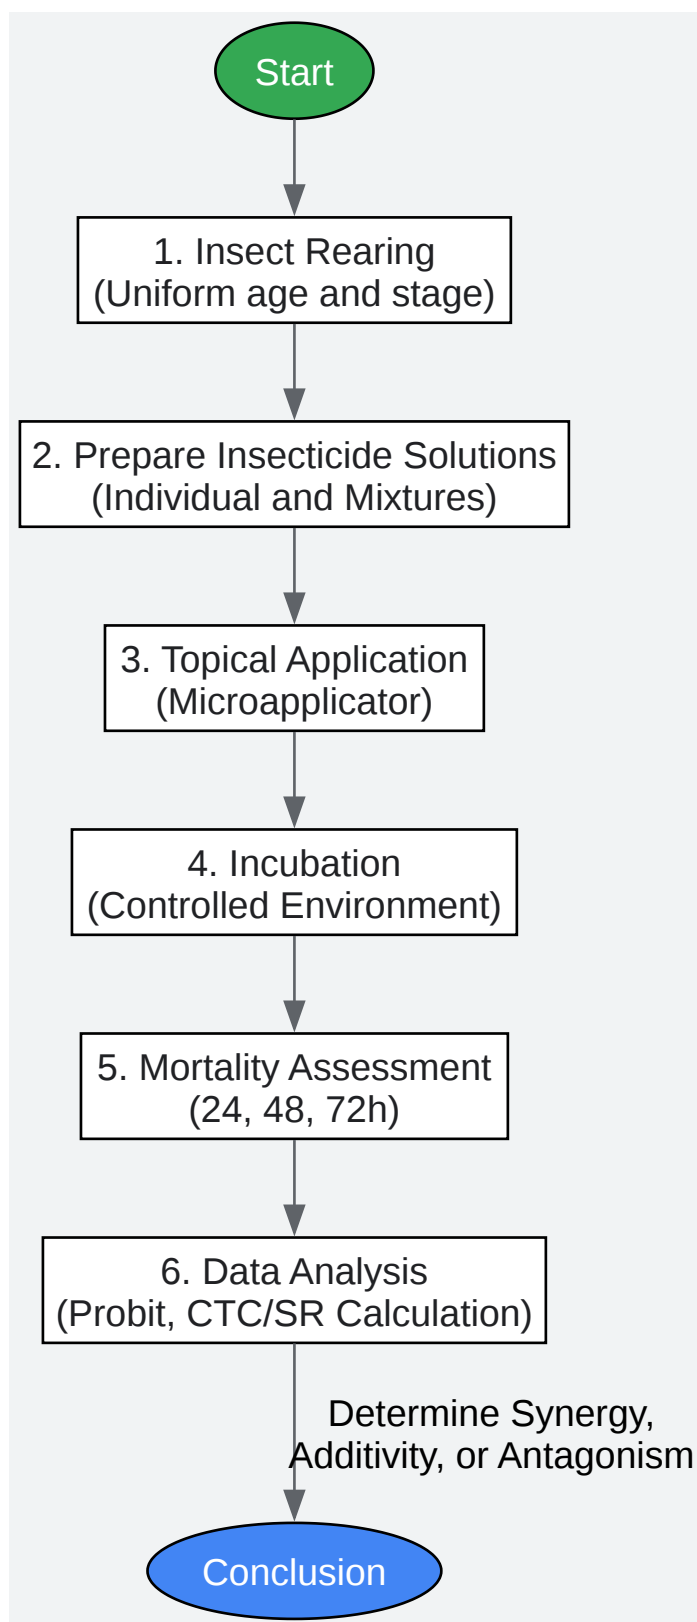 Start
1. Insect Rearing
(Uniform age and stage)
2. Prepare Insecticide Solutions
(Individual and Mixtures)
3. Topical Application
(Microapplicator)
4. Incubation
(Controlled Environment)
5. Mortality Assessment
(24, 48, 72h)
6. Data Analysis
(Probit, CTC/SR Calculation)
Determine Synergy,
Additivity, or Antagonism
Conclusion